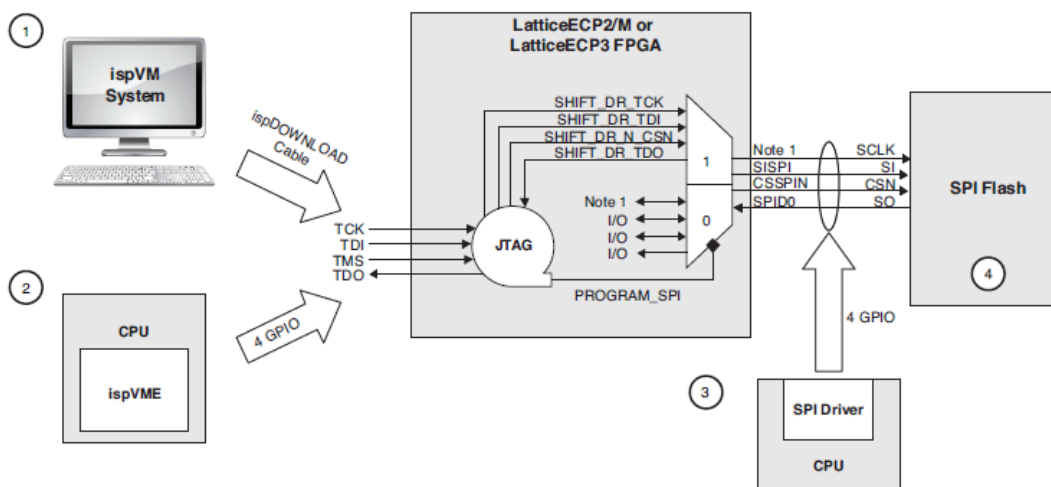 1
ispVM
System
ispDOWNLOAD
Cable
2
CPU
ispVME
4 GPIO
TCK
TDI
TMS
TDO
LatticeECP2/M or
LatticeECP3 FPGA
SHIFT_DR_TCK
SHIFT_DR_TDI
SHIFT_DR_N_CSN
SHIFT_DR_TDO
1
Note 1
I/O
I/O
I/O
0
JTAG
PROGRAM_SPI
Note 1 SCLK
SISPI SI
CSSPIN CSN
SPID0 SO
SPI Flash
4
4 GPIO
3
SPI Driver
CPU